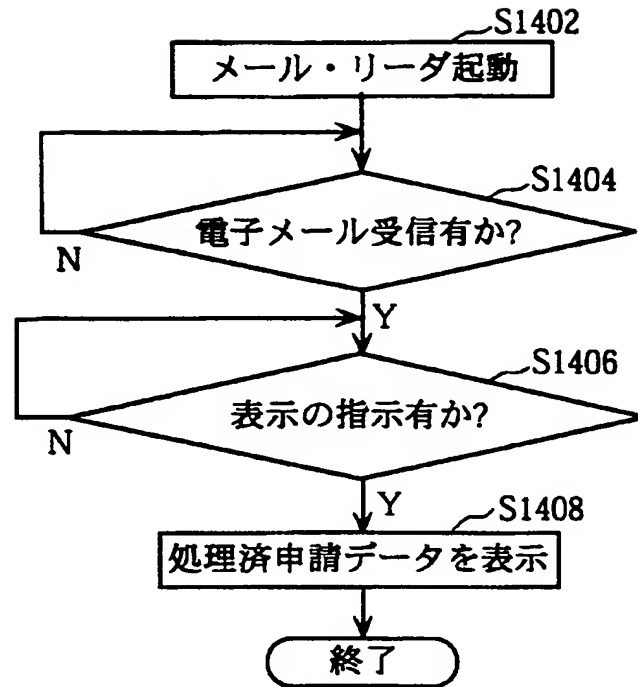 S1402
メール・リーダ起動
S1404
電子メール受信有か?
N
Y
S1406
表示の指示有か?
N
Y
S1408
処理済申請データを表示
終了